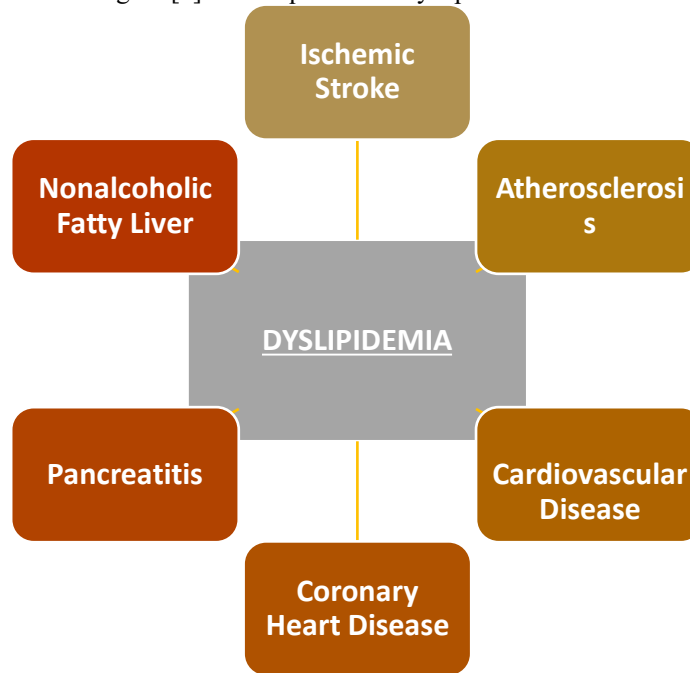 Ischemic
Stroke
Nonalcoholic
Fatty Liver
Atherosclerosi
s
DYSLIPIDEMIA
Pancreatitis
Cardiovascular
Disease
Coronary
Heart Disease